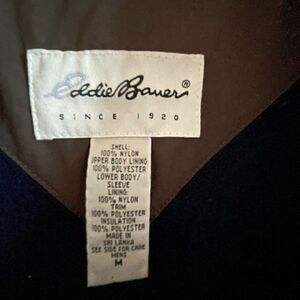 Eddie Bauer®
SINCE 1920
SHELL:
100% NYLON
UPPER BODY LINING:
100% POLYESTER
LOWER BODY/
SLEEVE
LINING:
100% NYLON
TRIM
100% POLYESTER
INSULATION
100% POLYESTER
MADE IN
SRI LANKA
SEE SIDE FOR CARE
MENS
M